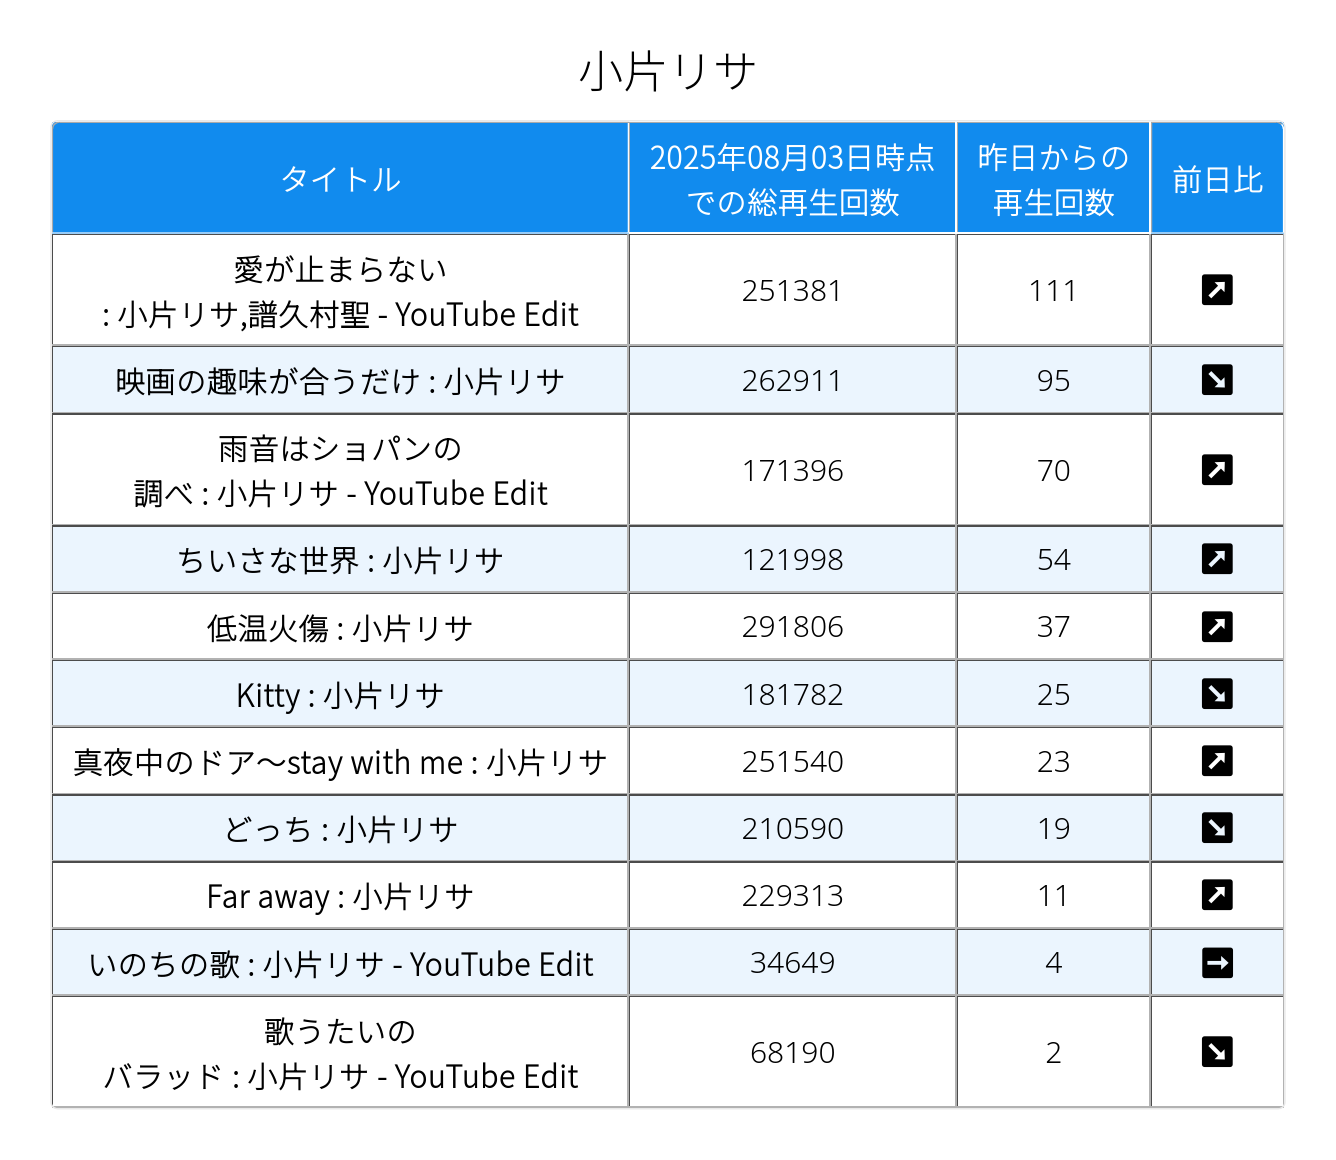 小片リサ
タイトル
2025年08月03日時点
での総再生回数
昨日からの
再生回数
前日比
愛が止まらない
: 小片リサ,譜久村聖 - YouTube Edit
251381
111
映画の趣味が合うだけ : 小片リサ
262911
95
雨音はショパンの
調べ : 小片リサ - YouTube Edit
171396
70
ちいさな世界 : 小片リサ
121998
54
低温火傷 : 小片リサ
291806
37
Kitty : 小片リサ
181782
25
真夜中のドア〜stay with me : 小片リサ
251540
23
どっち : 小片リサ
210590
19
Far away : 小片リサ
229313
11
いのちの歌 : 小片リサ - YouTube Edit
34649
4
歌うたいの
バラッド : 小片リサ - YouTube Edit
68190
2